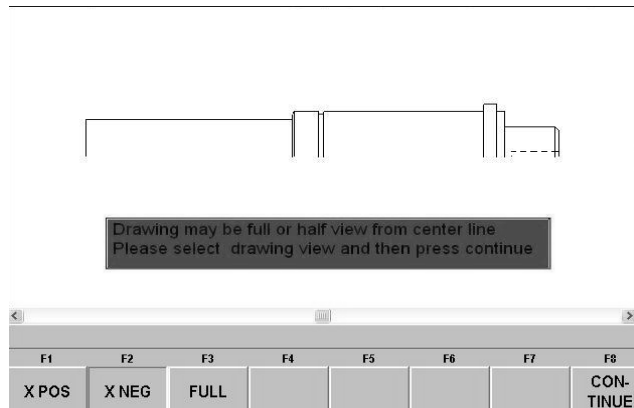 Drawing may be full or half view from center line
Please select drawing view and then press continue
F1 F2 F3 F4 F5 F6 F7 F8
X POS X NEG FULL CON-
TINUE